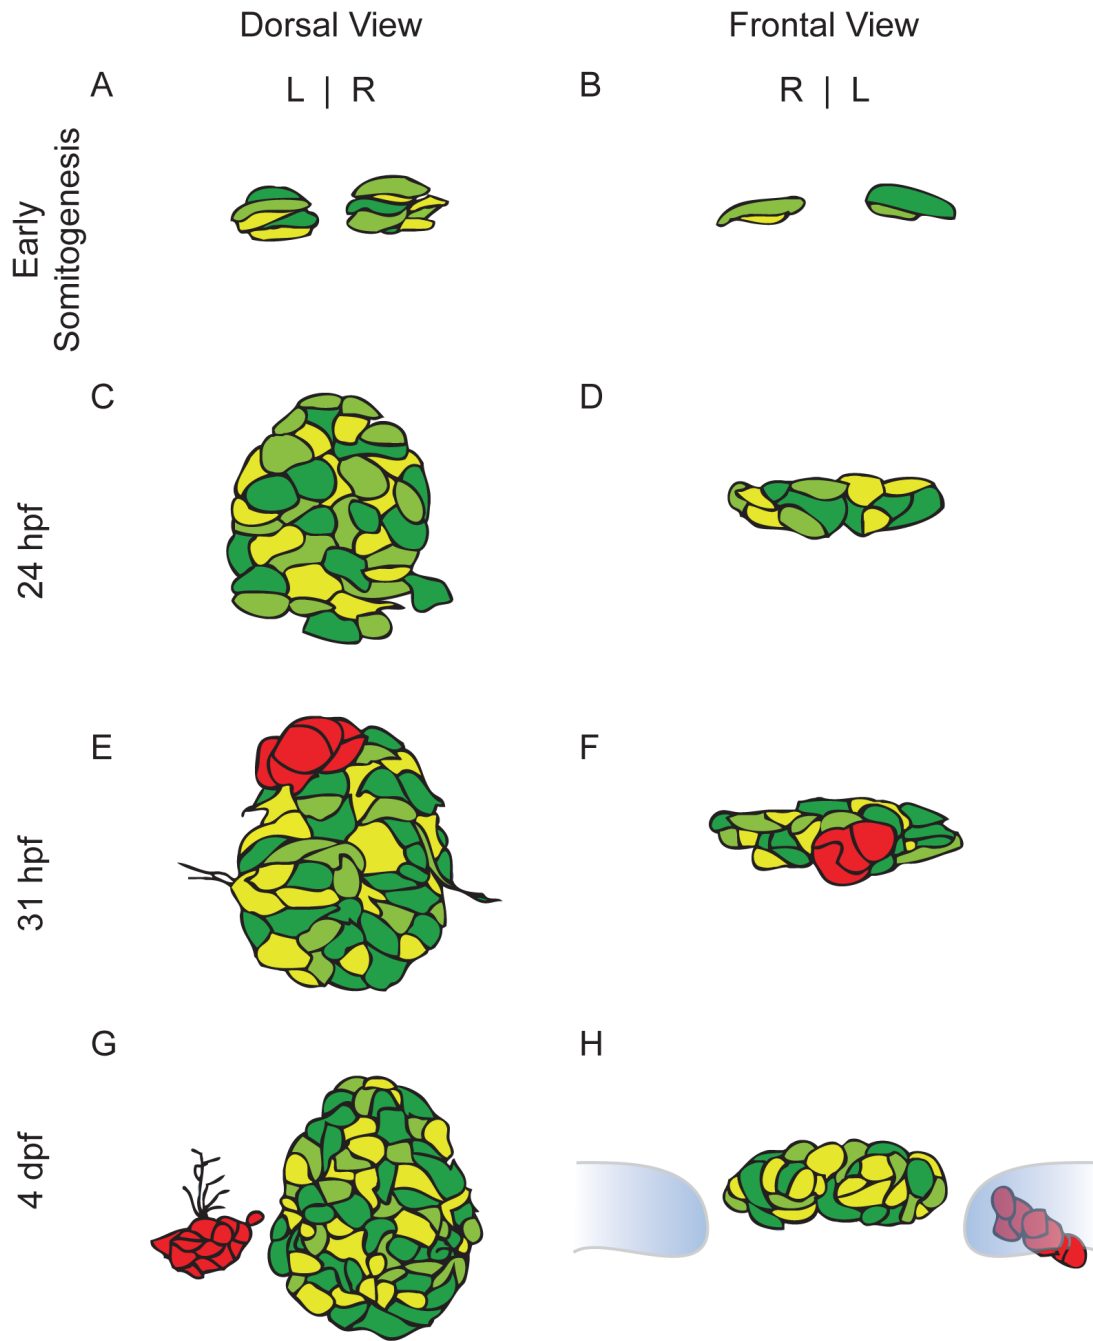 Dorsal View
Frontal View
A
L | R
B
R | L
Early
Somitogenesis
C
D
24 hpf
E
F
31 hpf
G
H
4 dpf